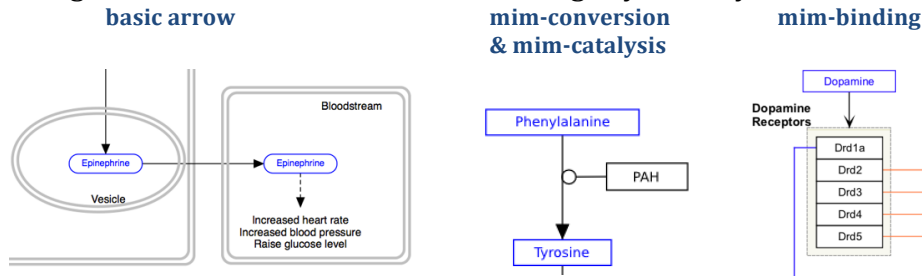 basic arrow
mim-conversion
& mim-catalysis
mim-binding
Epinephrine
Vesicle
Bloodstream
Epinephrine
Increased heart rate
Increased blood pressure
Raise glucose level
Phenylalanine
PAH
Tyrosine
Dopamine
Dopamine
Receptors
Drd1a
Drd2
Drd3
Drd4
Drd5